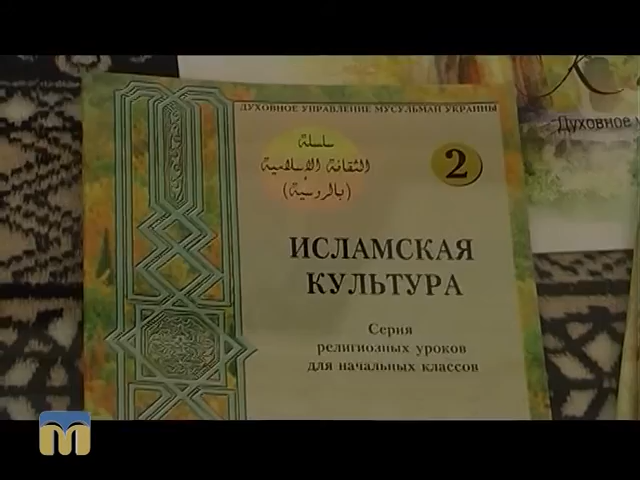 ДУХОВНОЕ УПРАВЛЕНИЕ МУСУЛЬМАН УКРАИНЫ
سلسلة
الثقافة الاسلامية
(بالروسية)
2
ИСЛАМСКАЯ
КУЛЬТУРА
Серия
религиозных уроков
для начальных классов
Духовное
M